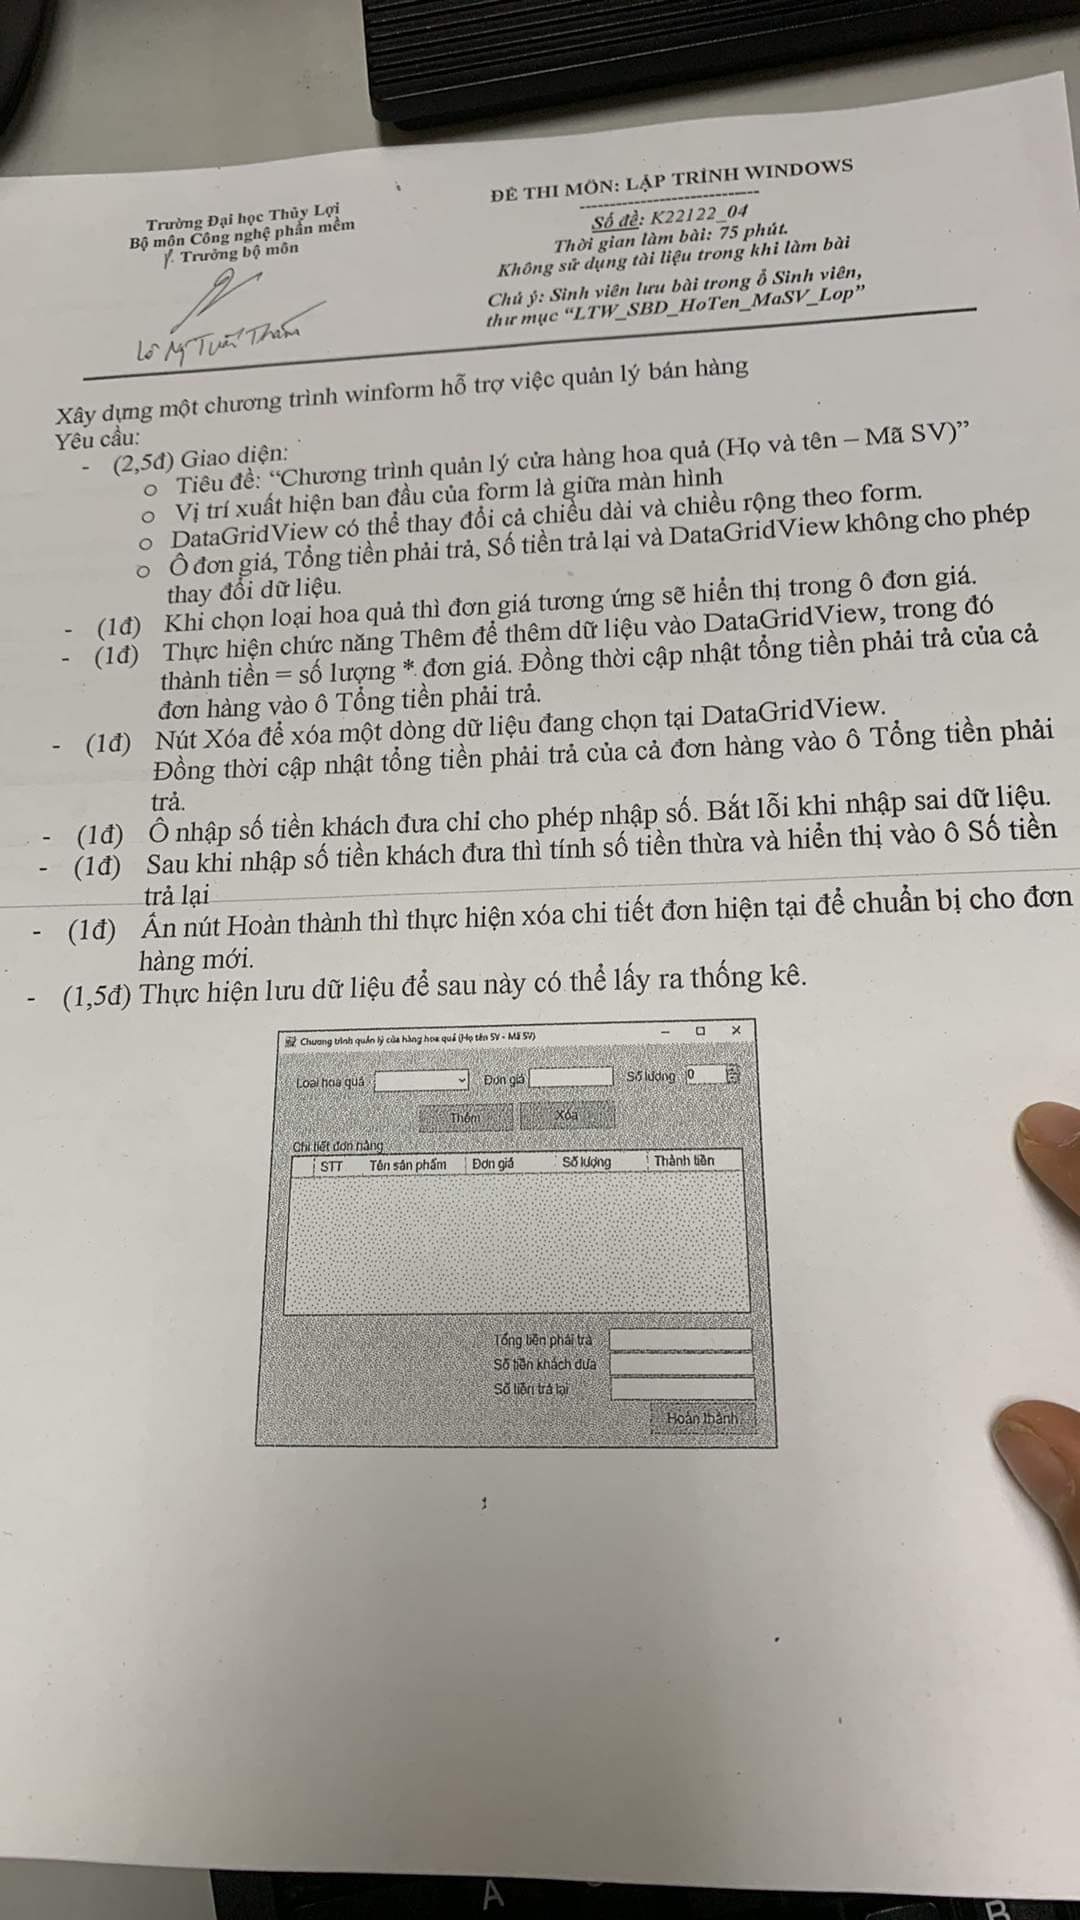 Trường Đại học Thủy Lợi
Bộ môn Công nghệ phần mềm
Trưởng bộ môn
ĐỀ THI MÔN: LẬP TRÌNH WINDOWS
Số đề: K22122_04
Thời gian làm bài: 75 phút.
Không sử dụng tài liệu trong khi làm bài
Chú ý: Sinh viên lưu bài trong ổ Sinh viên,
thư mục “LTW_SBD_HoTen_MaSV_Lop”
Xây dựng một chương trình winform hỗ trợ việc quản lý bán hàng
Yêu cầu:
- (2,5đ) Giao diện:
o Tiêu đề: “Chương trình quản lý cửa hàng hoa quả (Họ và tên – Mã SV)”
o Vị trí xuất hiện ban đầu của form là giữa màn hình
o DataGridView có thể thay đổi cả chiều dài và chiều rộng theo form.
o Ô đơn giá, Tổng tiền phải trả, Số tiền trả lại và DataGridView không cho phép
thay đổi dữ liệu.
- (1đ) Khi chọn loại hoa quả thì đơn giá tương ứng sẽ hiển thị trong ô đơn giá.
- (1đ) Thực hiện chức năng Thêm để thêm dữ liệu vào DataGridView, trong đó
thành tiền = số lượng * đơn giá. Đồng thời cập nhật tổng tiền phải trả của cả
đơn hàng vào ô Tổng tiền phải trả.
- (1đ) Nút Xóa để xóa một dòng dữ liệu đang chọn tại DataGridView.
Đồng thời cập nhật tổng tiền phải trả của cả đơn hàng vào ô Tổng tiền phải
trả.
- (1đ) Ô nhập số tiền khách đưa chỉ cho phép nhập số. Bắt lỗi khi nhập sai dữ liệu.
- (1đ) Sau khi nhập số tiền khách đưa thì tính số tiền thừa và hiển thị vào ô Số tiền
trả lại
- (1đ) Ấn nút Hoàn thành thì thực hiện xóa chi tiết đơn hiện tại để chuẩn bị cho đơn
hàng mới.
- (1,5đ) Thực hiện lưu dữ liệu để sau này có thể lấy ra thống kê.
Chương trình quản lý cửa hàng hoa quả (Họ tên SV - Mã SV)
Loại hoa quả Đơn giá Số lượng 0
Thêm Xóa
Chi tiết đơn hàng
STT Tên sản phẩm Đơn giá Số lượng Thành tiền
Tổng tiền phải trả
Số tiền khách đưa
Số tiền trả lại
Hoàn thành
A B